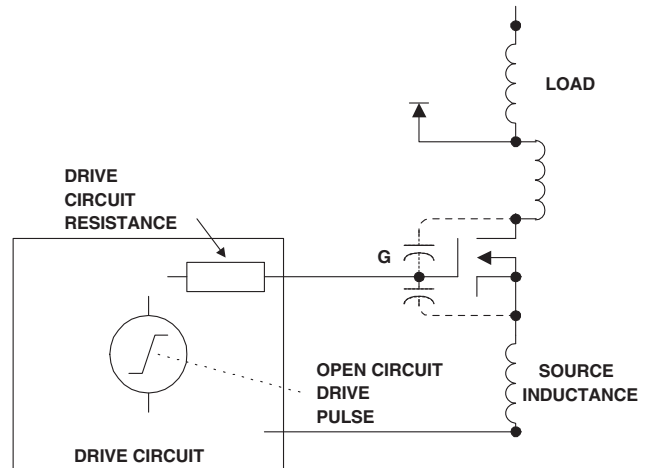 LOAD
DRIVE
CIRCUIT
RESISTANCE
G
OPEN CIRCUIT
DRIVE
PULSE
SOURCE
INDUCTANCE
DRIVE CIRCUIT